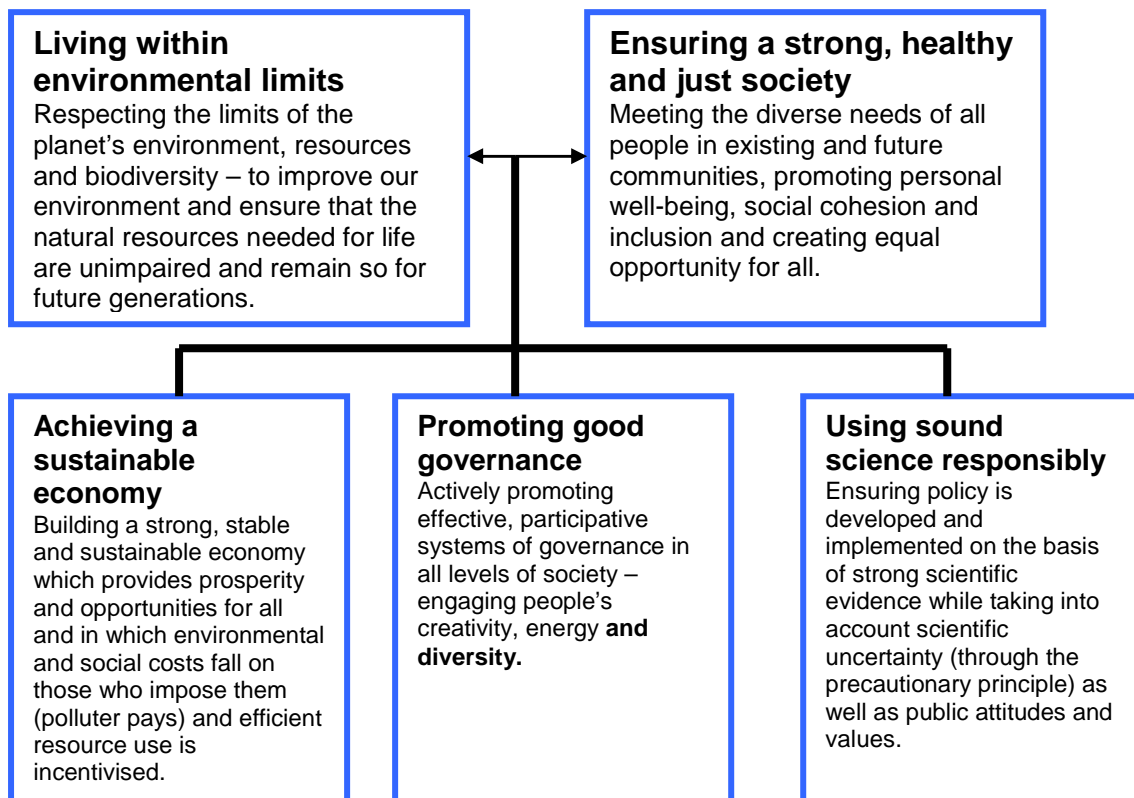 Living within
environmental limits
Respecting the limits of the
planet’s environment, resources
and biodiversity – to improve our
environment and ensure that the
natural resources needed for life
are unimpaired and remain so for
future generations.
Ensuring a strong, healthy
and just society
Meeting the diverse needs of all
people in existing and future
communities, promoting personal
well-being, social cohesion and
inclusion and creating equal
opportunity for all.
Achieving a
sustainable
economy
Building a strong, stable
and sustainable economy
which provides prosperity
and opportunities for all
and in which environmental
and social costs fall on
those who impose them
(polluter pays) and efficient
resource use is
incentivised.
Promoting good
governance
Actively promoting
effective, participative
systems of governance in
all levels of society –
engaging people’s
creativity, energy and
diversity.
Using sound
science responsibly
Ensuring policy is
developed and
implemented on the basis
of strong scientific
evidence while taking into
account scientific
uncertainty (through the
precautionary principle) as
well as public attitudes and
values.